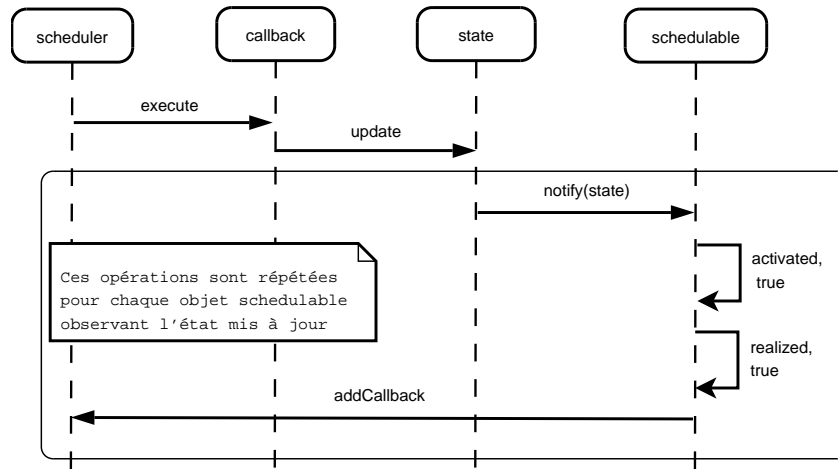 scheduler
callback
state
schedulable
execute
update
notify(state)
activated,
true
Ces opérations sont répétées
pour chaque objet schedulable
observant l'état mis à jour
realized,
true
addCallback